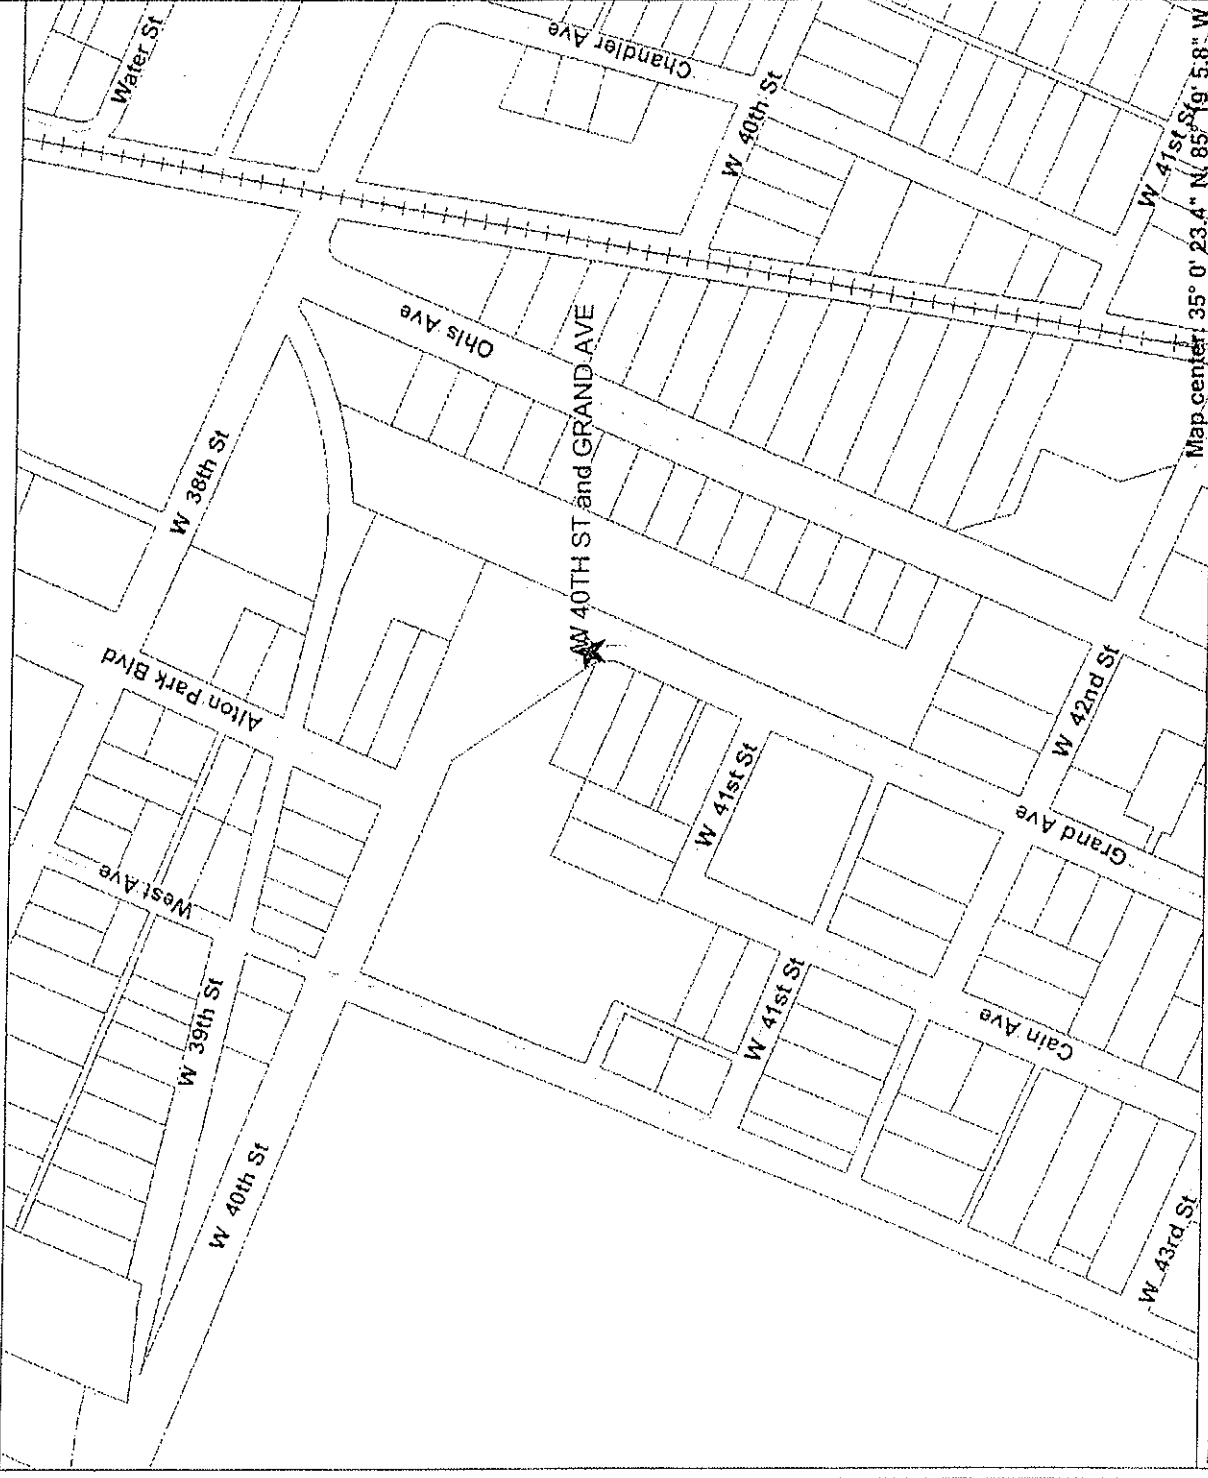 Water St
Chandler Ave
W 40th St
W 41st St
W 38th St
Ohls Ave
W 40TH ST and GRAND AVE
Alton Park Blvd
West Ave
W 39th St
W 40th St
W 41st St
W 42nd St
Grand Ave
W 41st St
Cain Ave
W 43rd St
Map center: 35° 0' 23.4" N, 85° 19' 5.8" W